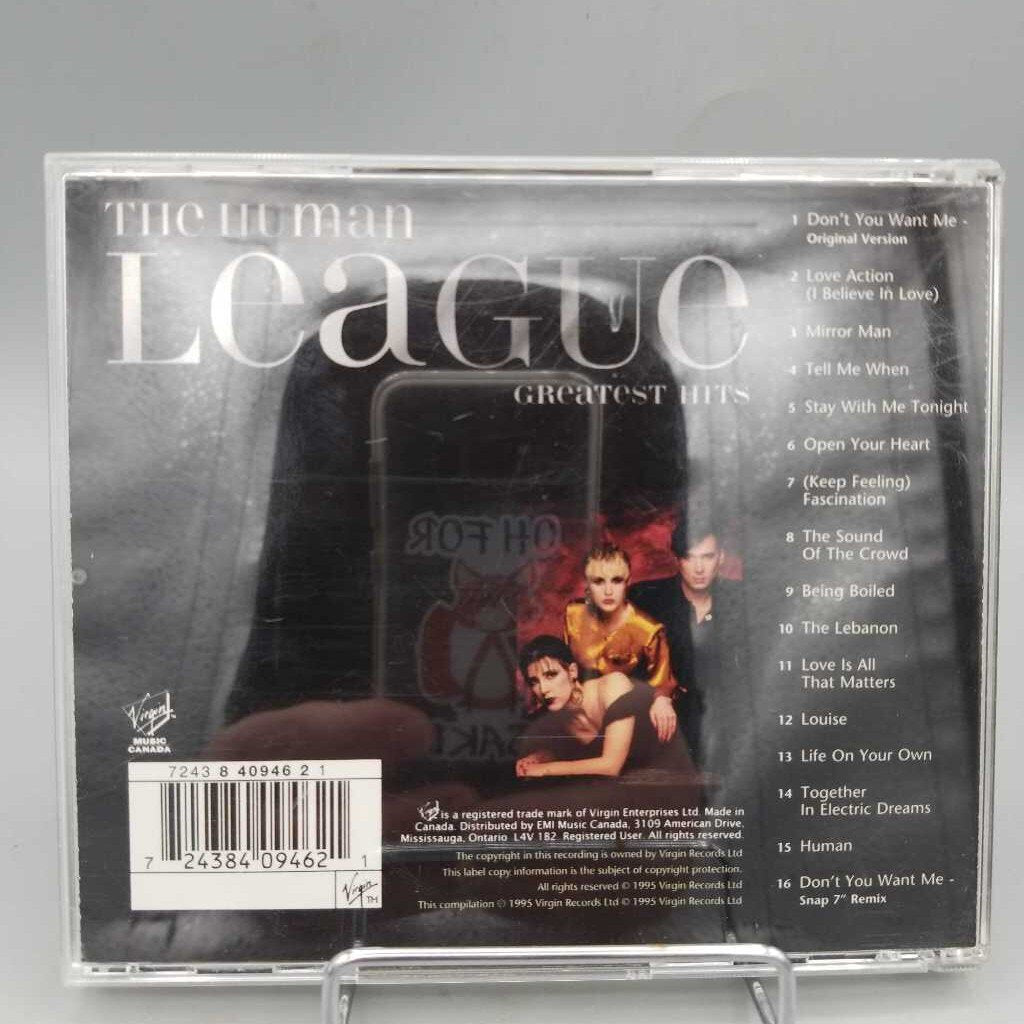 THE HUMAN
LEAGUE
GREATEST HITS
1 Don't You Want Me -
Original Version
2 Love Action
(I Believe In Love)
3 Mirror Man
4 Tell Me When
5 Stay With Me Tonight
6 Open Your Heart
7 (Keep Feeling)
Fascination
8 The Sound
Of The Crowd
9 Being Boiled
10 The Lebanon
11 Love Is All
That Matters
12 Louise
13 Life On Your Own
14 Together
In Electric Dreams
15 Human
16 Don't You Want Me -
Snap 7" Remix
OH FOR
SAKE
Virgin
MUSIC
CANADA
7243 8 40946 2 1
7 24384 09462 1
Virgin TM
Virgin is a registered trade mark of Virgin Enterprises Ltd. Made in
Canada. Distributed by EMI Music Canada, 3109 American Drive,
Mississauga, Ontario L4V 1B2. Registered User. All rights reserved.
The copyright in this recording is owned by Virgin Records Ltd
This label copy information is the subject of copyright protection.
All rights reserved © 1995 Virgin Records Ltd
This compilation ℗ 1995 Virgin Records Ltd © 1995 Virgin Records Ltd